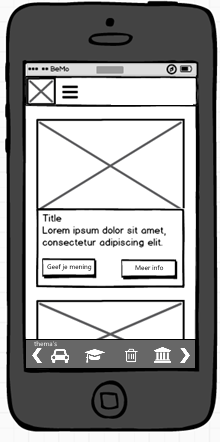 BeMo
Title
Lorem ipsum dolor sit amet,
consectetur adipiscing elit.
Geef je mening
Meer info
thema's